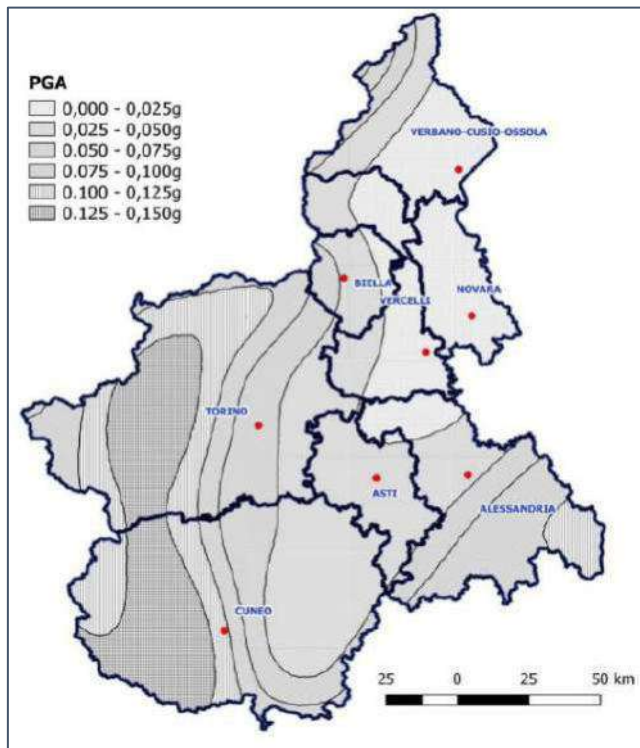 PGA
0,000 - 0,025g
0,025 - 0,050g
0.050 - 0,075g
0.075 - 0,100g
0.100 - 0,125g
0.125 - 0,150g
VERBANO-CUSIO-OSSOLA
BIELLA
NOVARA
VERCELLI
TORINO
ASTI
ALESSANDRIA
CUNEO
25 0 25 50 km